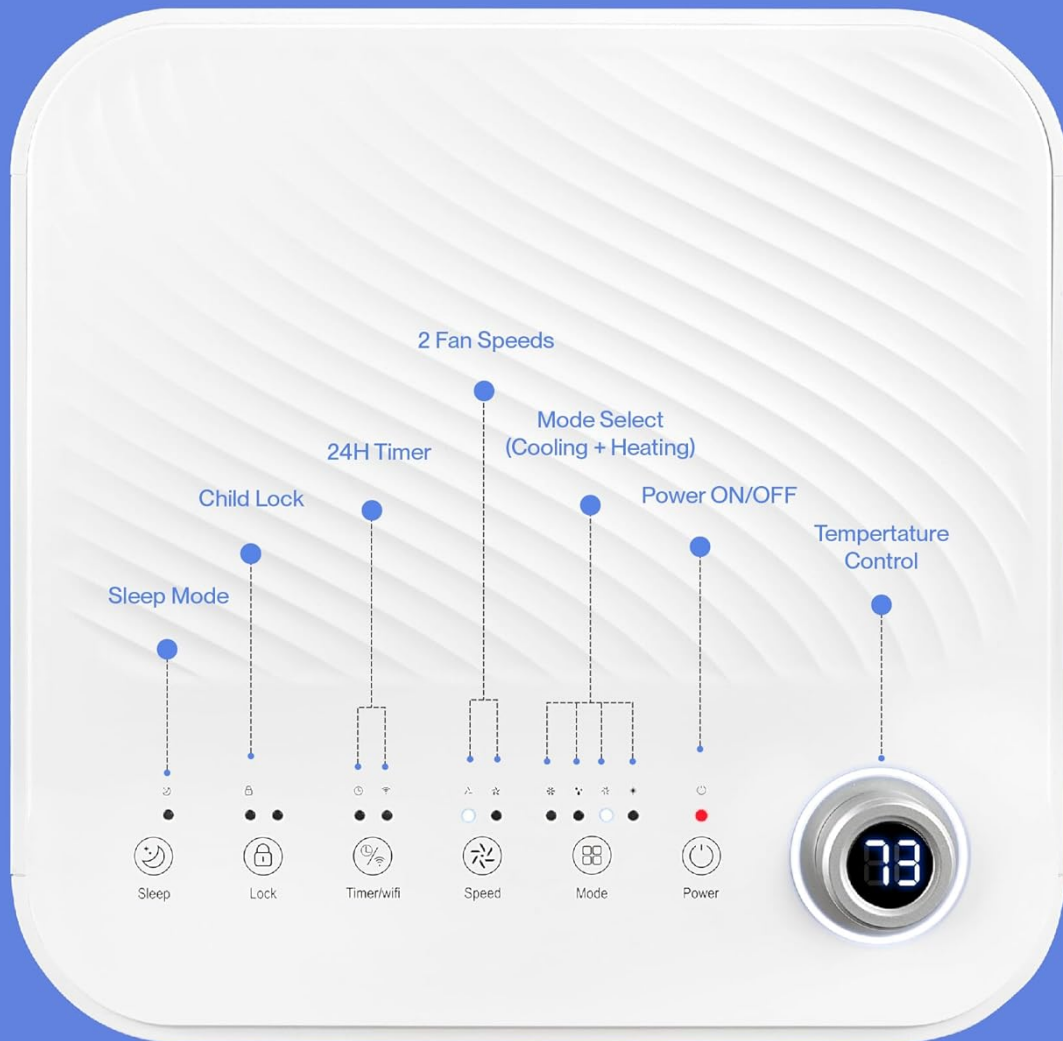 2 Fan Speeds
Mode Select
(Cooling + Heating)
24H Timer
Child Lock
Power ON/OFF
Tempertature
Control
Sleep Mode
73
Sleep
Lock
Timer/wifi
Speed
Mode
Power